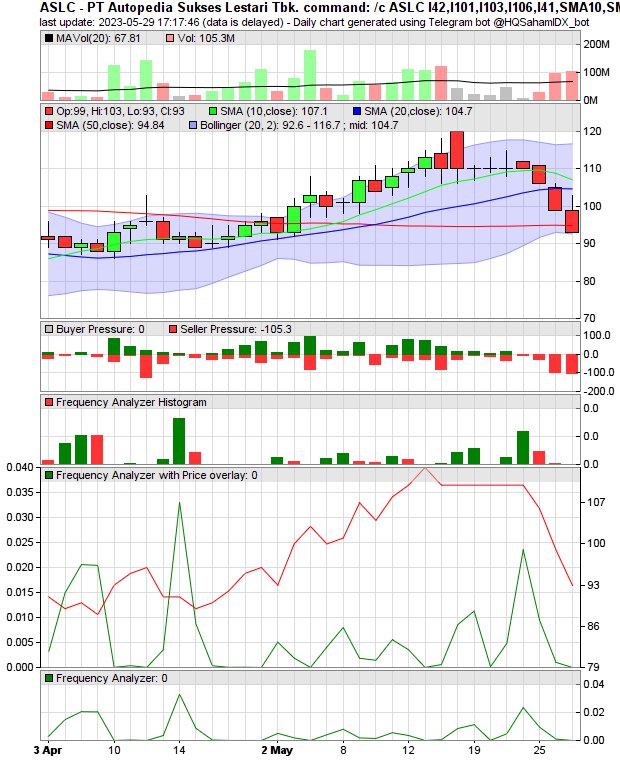 ASLC - PT Autopedia Sukses Lestari Tbk. command: /c ASLC I42,I101,I103,I106,I41,SMA10,SM
last update: 2023-05-29 17:17:46 (data is delayed) - Daily chart generated using Telegram bot @HQSahamIDX_bot
MAVol(20): 67.81 Vol: 105.3M
200M
100M
0M
Op:99, Hi:103, Lo:93, Cl:93 SMA (10,close): 107.1 SMA (20,close): 104.7
SMA (50,close): 94.84 Bollinger (20, 2): 92.6 - 116.7 ; mid: 104.7
120
110
100
90
80
70
Buyer Pressure: 0 Seller Pressure: -105.3
100.0
0.0
-100.0
-200.0
Frequency Analyzer Histogram
0.0
0.0
0.0
Frequency Analyzer with Price overlay: 0
0.040
0.035
0.030
0.025
0.020
0.015
0.010
0.005
0.000
107
100
93
86
79
Frequency Analyzer: 0
0.04
0.02
0.00
3 Apr 10 14 2 May 8 12 19 25